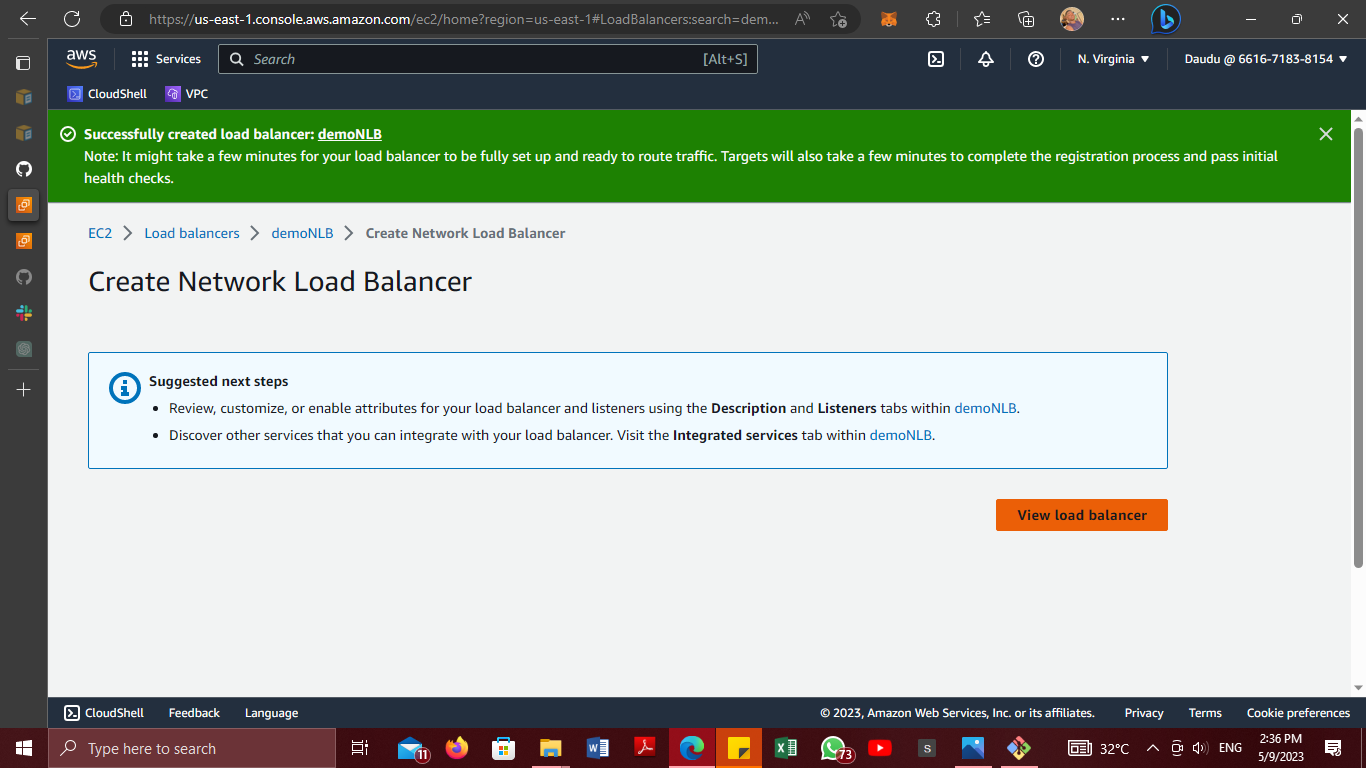 https://us-east-1.console.aws.amazon.com/ec2/home?region=us-east-1#LoadBalancers:search=dem...
aws
Services
Search
[Alt+S]
N. Virginia
Daudu @ 6616-7183-8154
CloudShell
VPC
Successfully created load balancer: demoNLB
Note: It might take a few minutes for your load balancer to be fully set up and ready to route traffic. Targets will also take a few minutes to complete the registration process and pass initial
health checks.
EC2 > Load balancers > demoNLB > Create Network Load Balancer
Create Network Load Balancer
Suggested next steps
• Review, customize, or enable attributes for your load balancer and listeners using the Description and Listeners tabs within demoNLB.
• Discover other services that you can integrate with your load balancer. Visit the Integrated services tab within demoNLB.
View load balancer
CloudShell
Feedback
Language
© 2023, Amazon Web Services, Inc. or its affiliates.
Privacy
Terms
Cookie preferences
Type here to search
11
73
S
32°C
ENG
2:36 PM
5/9/2023